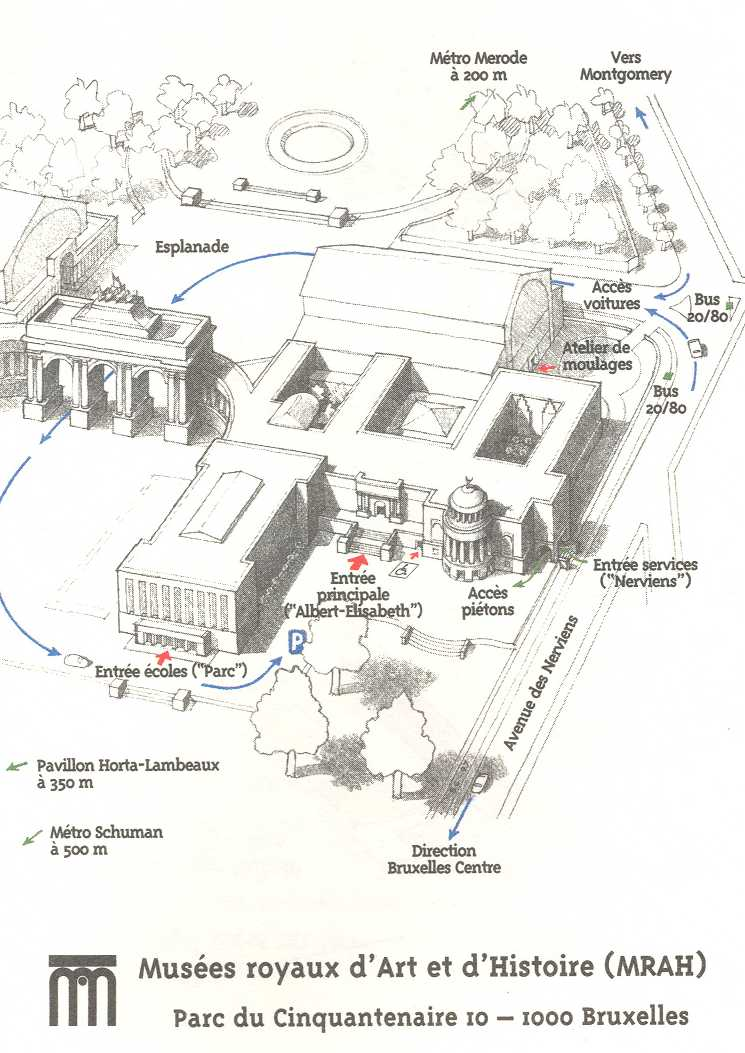 Métro Merode
à 200 m
Vers
Montgomery
Esplanade
Accès
voitures
Bus
20/80
Atelier de
moulages
Bus
20/80
Entrée
principale
("Albert-Elisabeth")
Accès
piétons
Entrée services
("Nerviens")
P
Entrée écoles ("Parc")
Avenue des Nerviens
Pavillon Horta-Lambeaux
à 350 m
Métro Schuman
à 500 m
Direction
Bruxelles Centre
Musées royaux d'Art et d'Histoire (MRAH)
Parc du Cinquantenaire 10 – 1000 Bruxelles